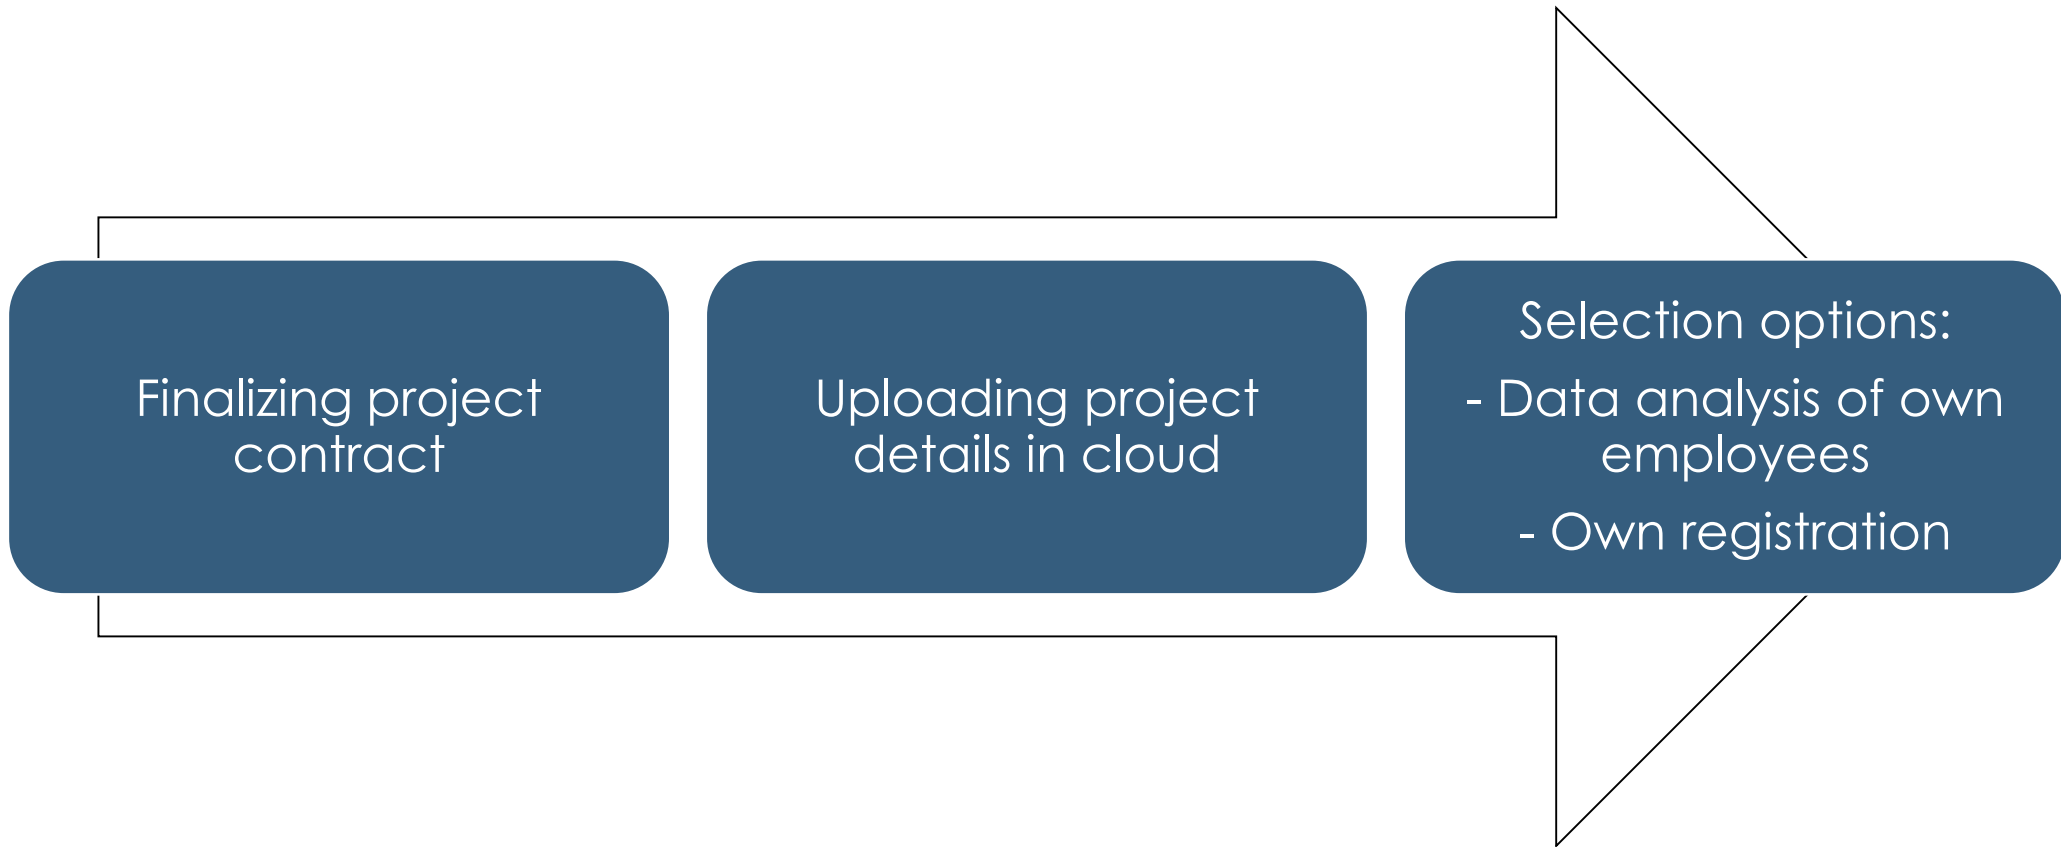 Finalizing project
contract
Uploading project
details in cloud
Selection options:
- Data analysis of own
employees
- Own registration